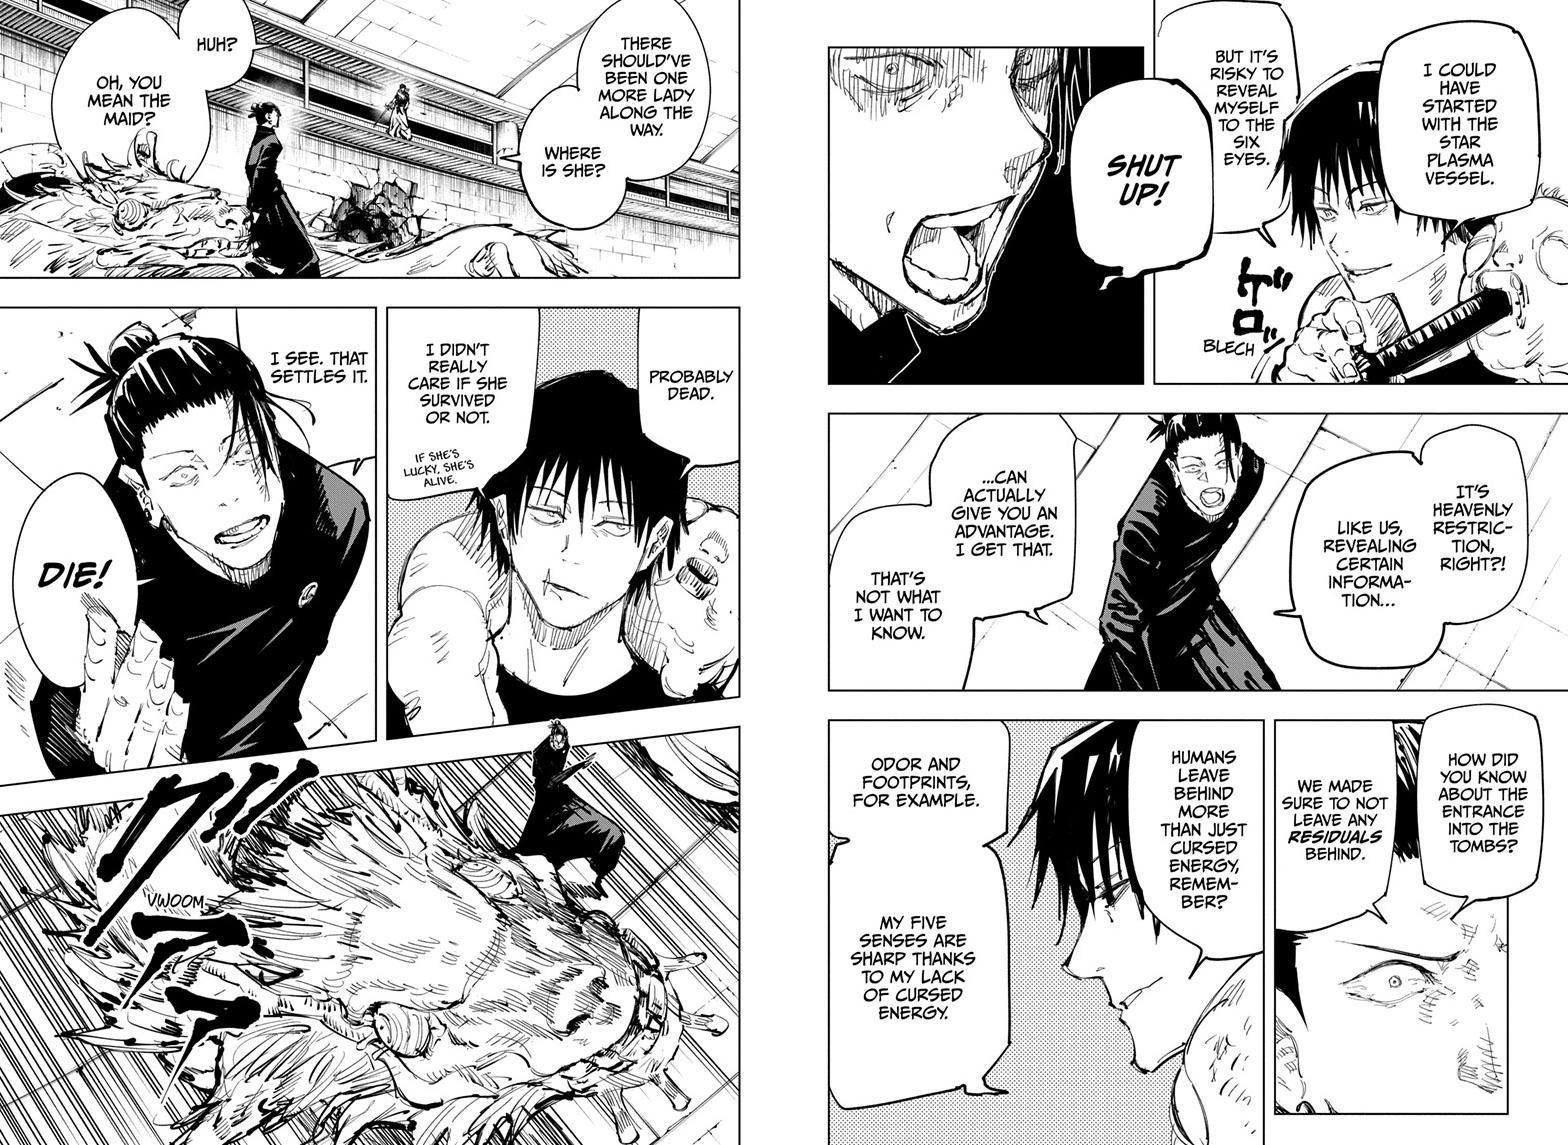 I COULD
HAVE
STARTED
WITH THE
STAR
PLASMA
VESSEL.
BUT IT'S
RISKY TO
REVEAL
MYSELF
TO THE
SIX
EYES.
ゲロッ
BLECH
SHUT
UP!
IT'S
HEAVENLY
RESTRIC-
TION,
RIGHT?!
LIKE US,
REVEALING
CERTAIN
INFORMA-
TION...
...CAN
ACTUALLY
GIVE YOU AN
ADVANTAGE.
I GET THAT.
THAT'S
NOT WHAT
I WANT TO
KNOW.
HOW DID
YOU KNOW
ABOUT THE
ENTRANCE
INTO THE
TOMBS?
WE MADE
SURE TO NOT
LEAVE ANY
RESIDUALS
BEHIND.
HUMANS
LEAVE
BEHIND
MORE
THAN JUST
CURSED
ENERGY,
REMEM-
BER?
ODOR AND
FOOTPRINTS,
FOR EXAMPLE.
MY FIVE
SENSES ARE
SHARP THANKS
TO MY LACK
OF CURSED
ENERGY.
THERE
SHOULD'VE
BEEN ONE
MORE LADY
ALONG THE
WAY.
WHERE
IS SHE?
HUH?
OH, YOU
MEAN THE
MAID?
PROBABLY
DEAD.
I DIDN'T
REALLY
CARE IF SHE
SURVIVED
OR NOT.
IF SHE'S
LUCKY, SHE'S
ALIVE.
I SEE. THAT
SETTLES IT.
DIE!
VWOOM